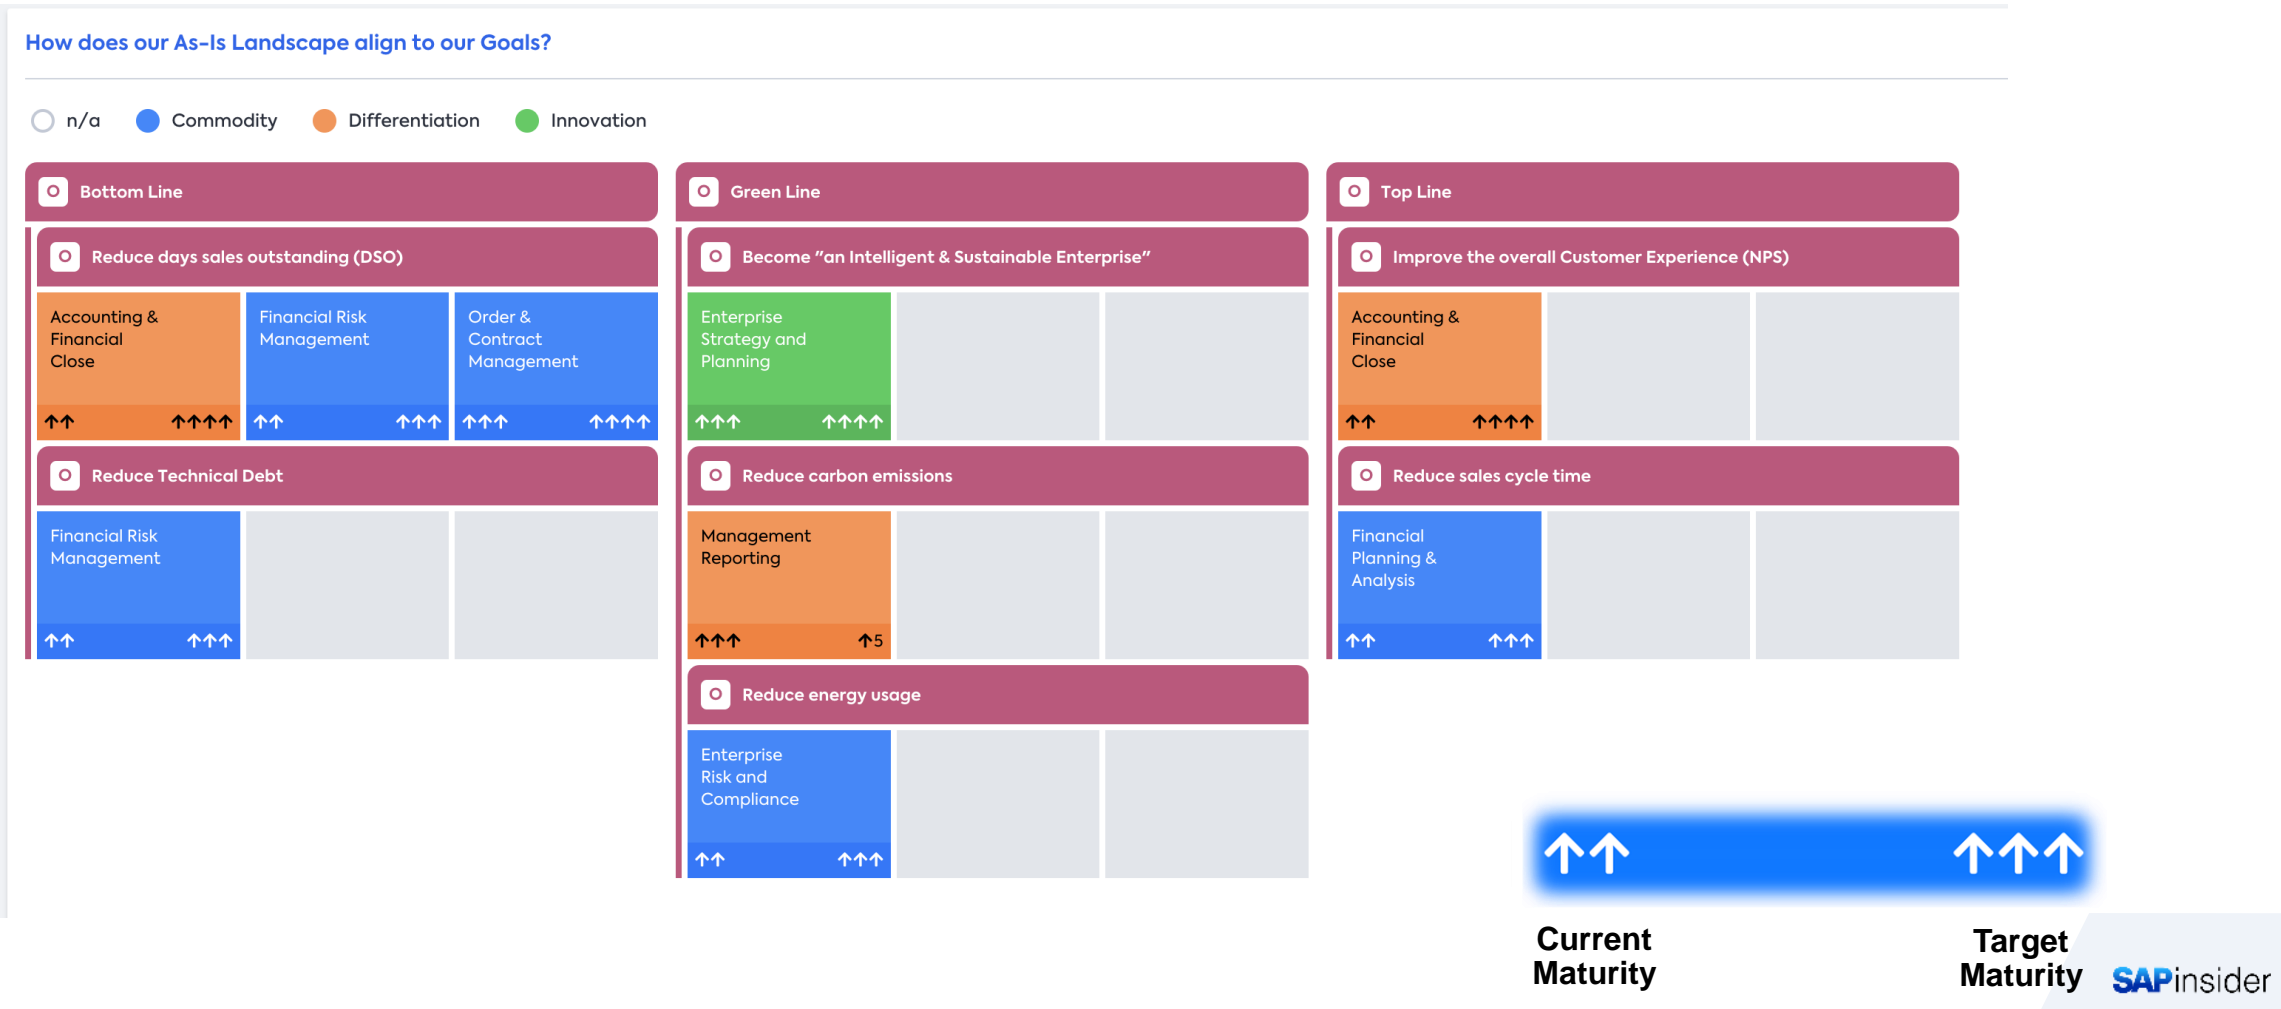 How does our As-Is Landscape align to our Goals?
n/a
Commodity
Differentiation
Innovation
Bottom Line
Reduce days sales outstanding (DSO)
Accounting &
Financial
Close
↑↑ ↑↑↑↑
Financial Risk
Management
↑↑ ↑↑↑
Order &
Contract
Management
↑↑↑ ↑↑↑↑
Reduce Technical Debt
Financial Risk
Management
↑↑ ↑↑↑
Green Line
Become "an Intelligent & Sustainable Enterprise"
Enterprise
Strategy and
Planning
↑↑↑ ↑↑↑↑
Reduce carbon emissions
Management
Reporting
↑↑↑ ↑5
Reduce energy usage
Enterprise
Risk and
Compliance
↑↑ ↑↑↑
Top Line
Improve the overall Customer Experience (NPS)
Accounting &
Financial
Close
↑↑ ↑↑↑↑
Reduce sales cycle time
Financial
Planning &
Analysis
↑↑ ↑↑↑
↑↑ ↑↑↑
Current
Maturity
Target
Maturity
SAPinsider